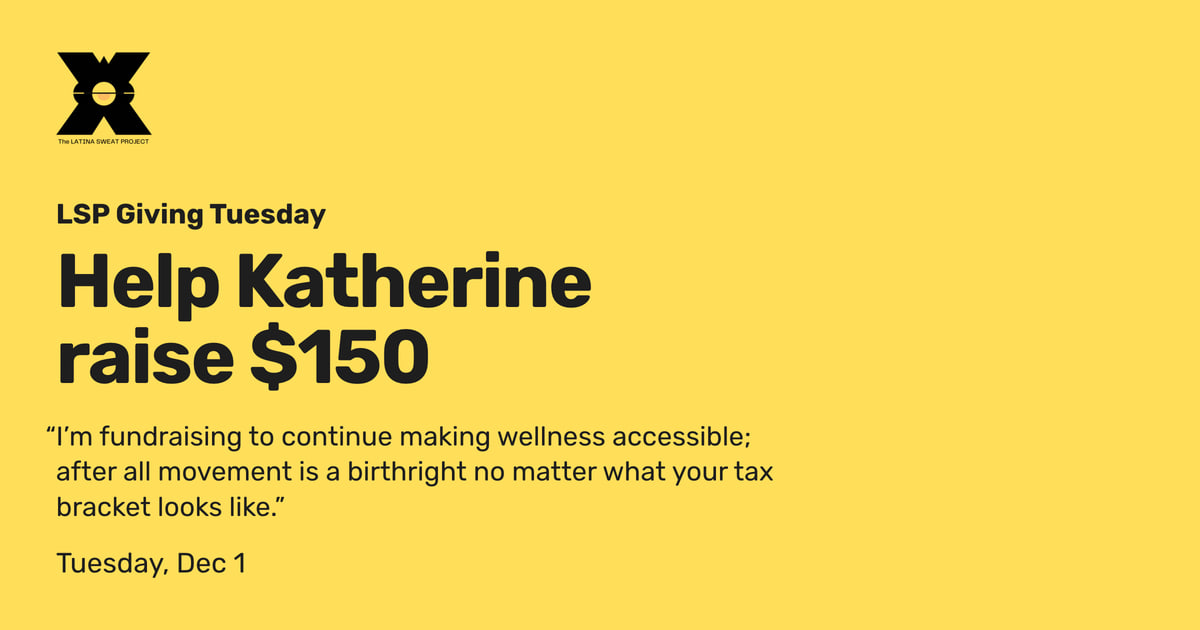 The LATINA SWEAT PROJECT
LSP Giving Tuesday
Help Katherine
raise $150
“I’m fundraising to continue making wellness accessible;
after all movement is a birthright no matter what your tax
bracket looks like.”
Tuesday, Dec 1